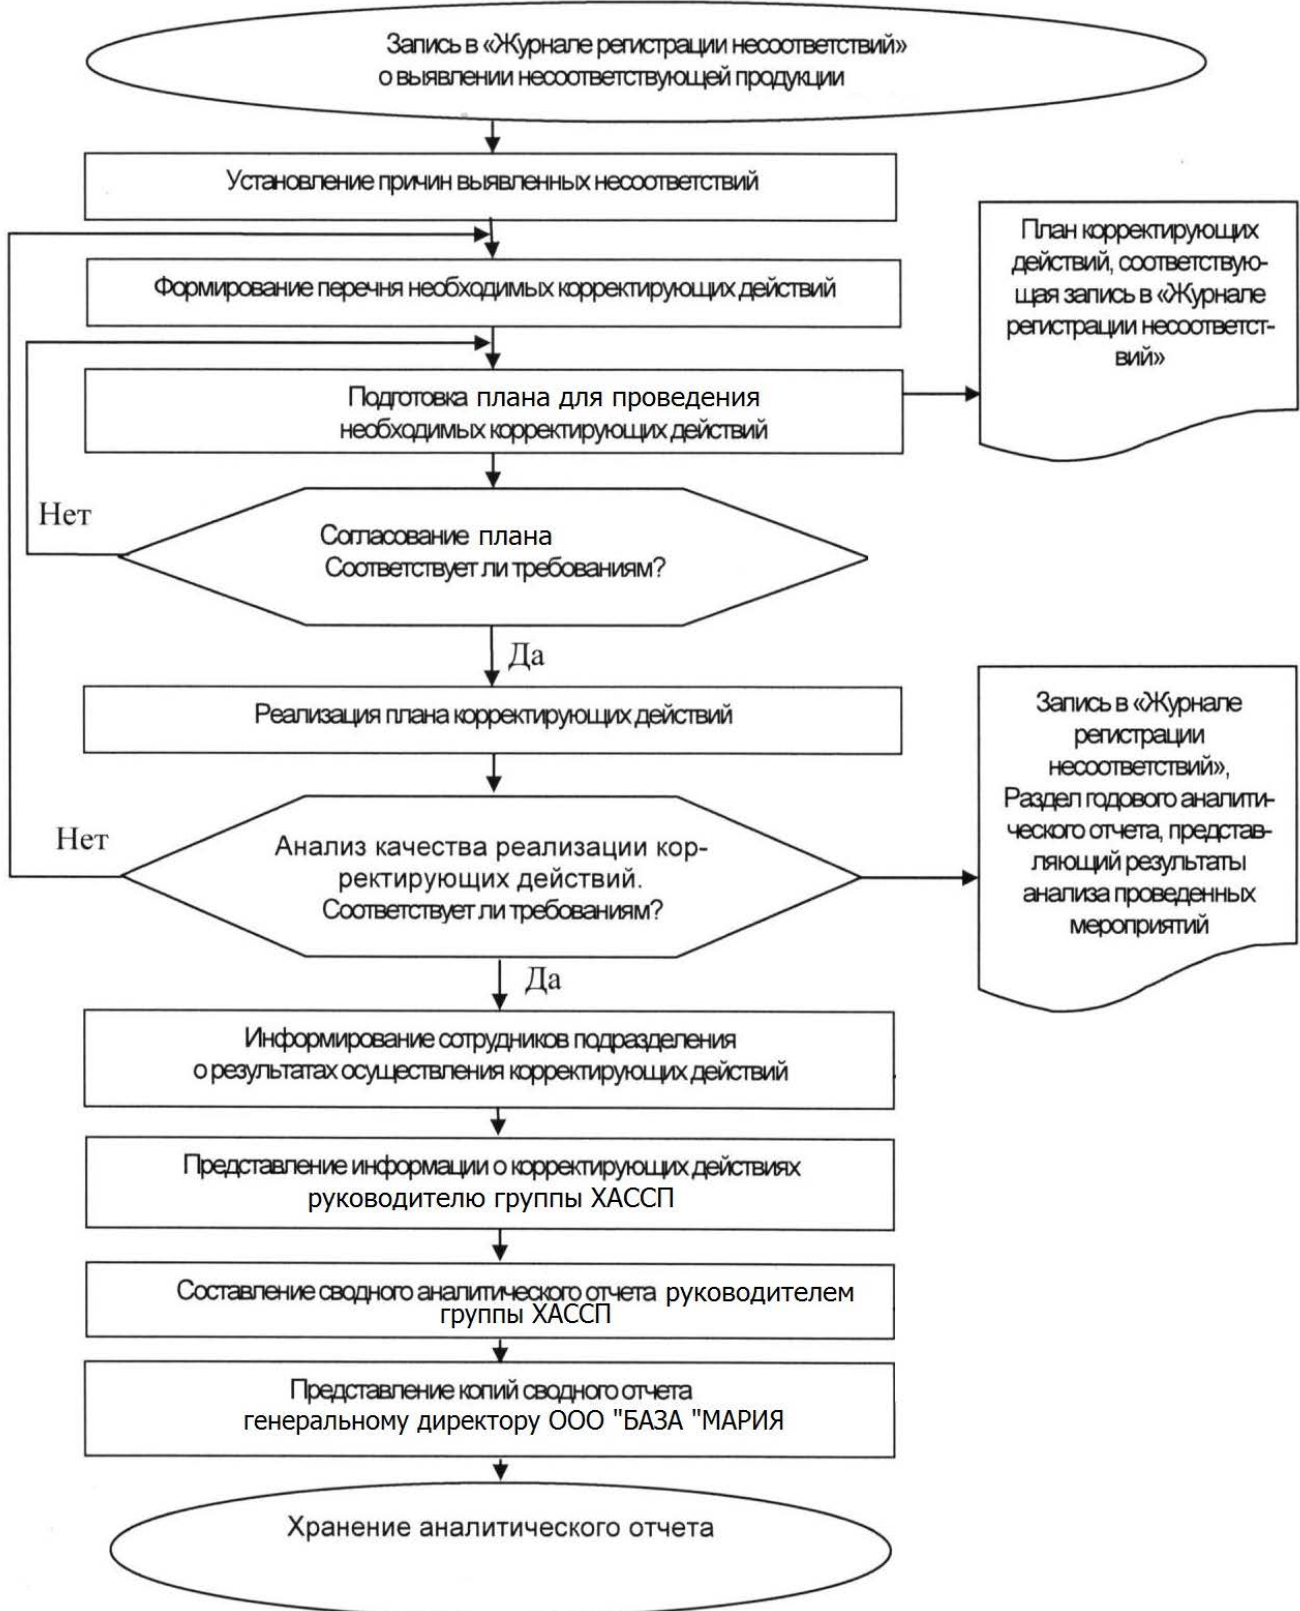 Запись в «Журнале регистрации несоответствий»
о выявлении несоответствующей продукции
Установление причин выявленных несоответствий
Формирование перечня необходимых корректирующих действий
План корректирующих
действий, соответствую-
щая запись в «Журнале
регистрации несоответст-
вий»
Подготовка плана для проведения
необходимых корректирующих действий
Нет
Согласование плана
Соответствует ли требованиям?
Да
Реализация плана корректирующих действий
Запись в «Журнале
регистрации
несоответствий»,
Раздел годового аналити-
ческого отчета, представ-
ляющий результаты
анализа проведенных
мероприятий
Нет
Анализ качества реализации кор-
ректирующих действий.
Соответствует ли требованиям?
Да
Информирование сотрудников подразделения
о результатах осуществления корректирующих действий
Представление информации о корректирующих действиях
руководителю группы ХАССП
Составление сводного аналитического отчета руководителем
группы ХАССП
Представление копий сводного отчета
генеральному директору ООО "БАЗА "МАРИЯ
Хранение аналитического отчета